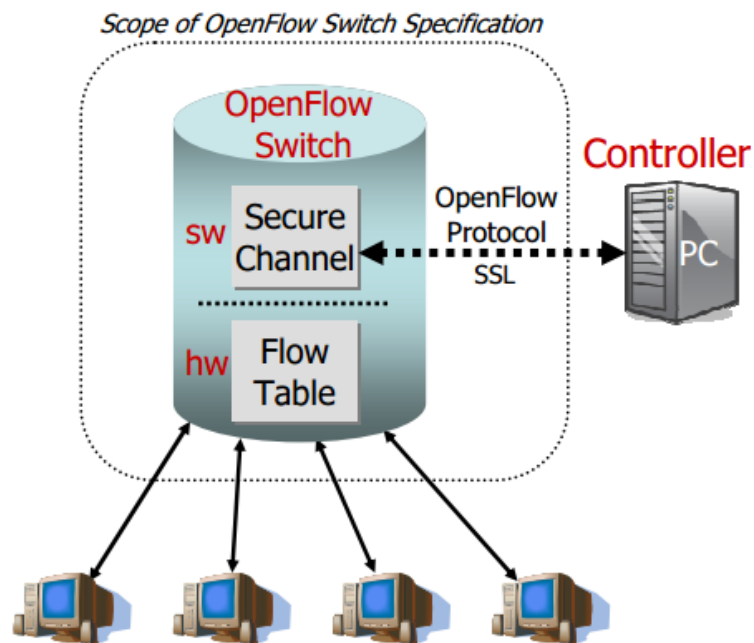 Scope of OpenFlow Switch Specification
OpenFlow
Switch
Controller
sw
Secure
Channel
OpenFlow
Protocol
SSL
PC
hw
Flow
Table